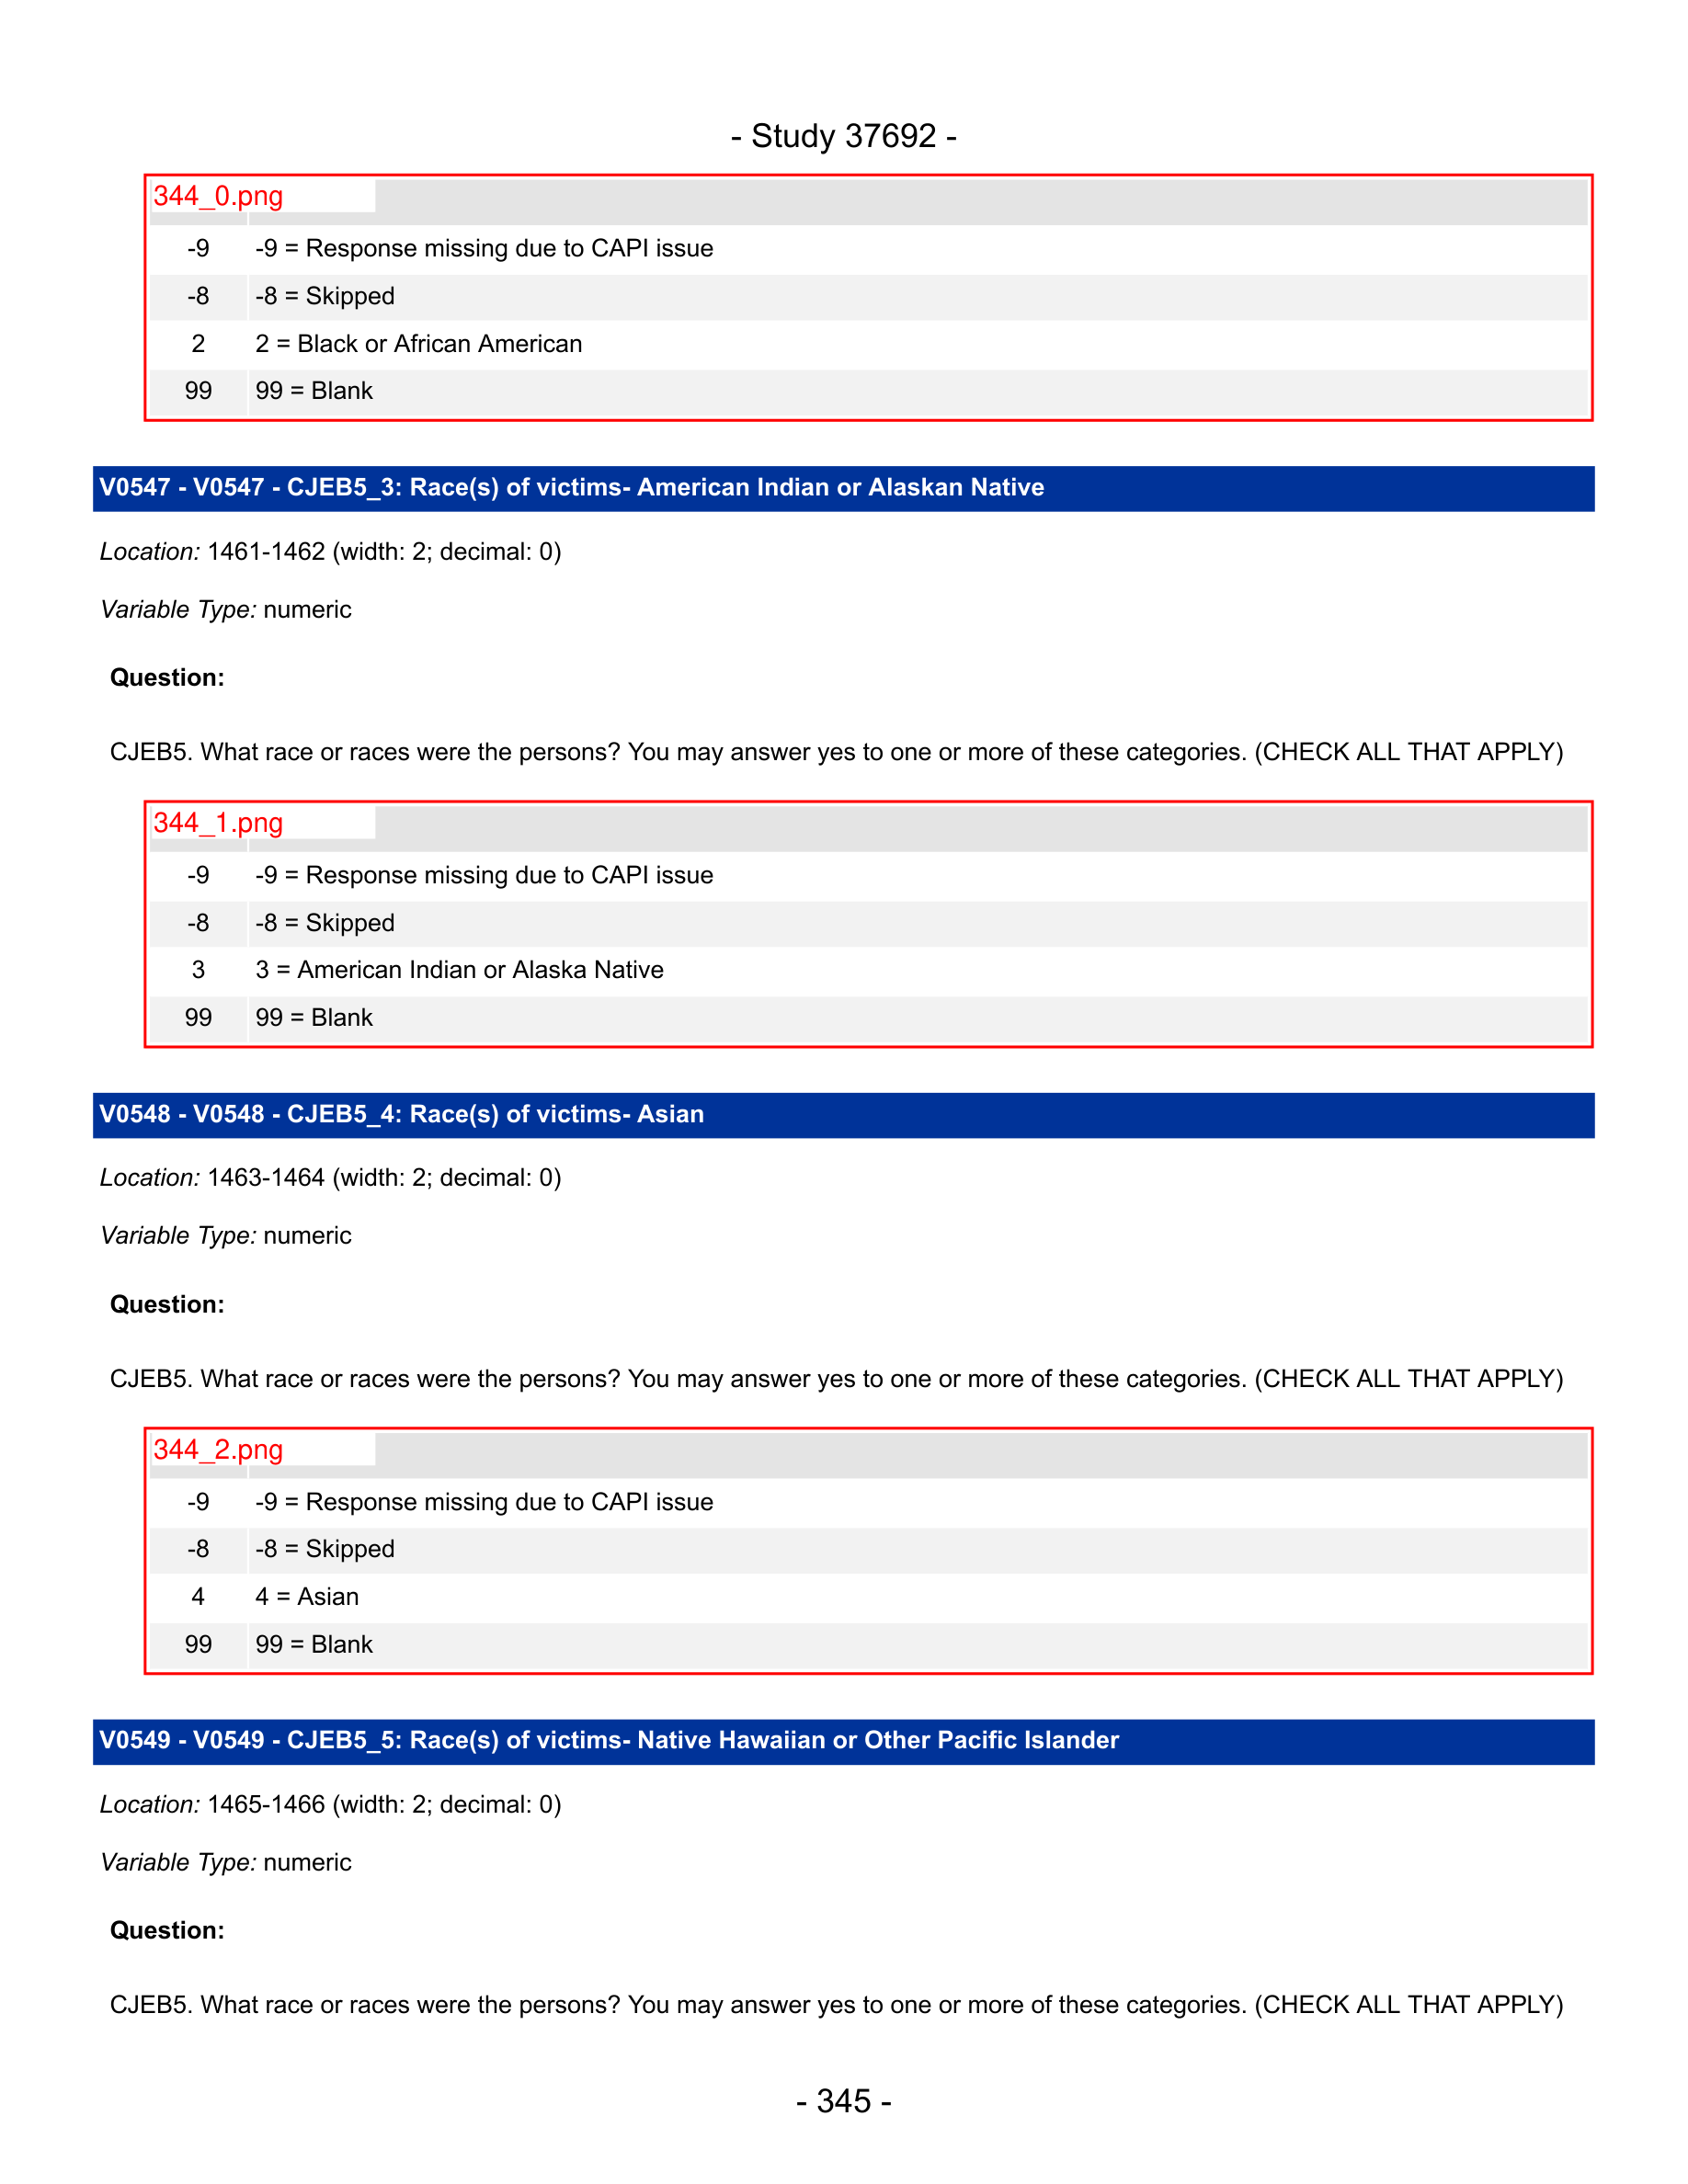 - Study 37692 -
344_0.png
-9 -9 = Response missing due to CAPI issue
-8 -8 = Skipped
2 2 = Black or African American
99 99 = Blank
V0547 - V0547 - CJEB5_3: Race(s) of victims- American Indian or Alaskan Native
Location: 1461-1462 (width: 2; decimal: 0)
Variable Type: numeric
Question:
CJEB5. What race or races were the persons? You may answer yes to one or more of these categories. (CHECK ALL THAT APPLY)
344_1.png
-9 -9 = Response missing due to CAPI issue
-8 -8 = Skipped
3 3 = American Indian or Alaska Native
99 99 = Blank
V0548 - V0548 - CJEB5_4: Race(s) of victims- Asian
Location: 1463-1464 (width: 2; decimal: 0)
Variable Type: numeric
Question:
CJEB5. What race or races were the persons? You may answer yes to one or more of these categories. (CHECK ALL THAT APPLY)
344_2.png
-9 -9 = Response missing due to CAPI issue
-8 -8 = Skipped
4 4 = Asian
99 99 = Blank
V0549 - V0549 - CJEB5_5: Race(s) of victims- Native Hawaiian or Other Pacific Islander
Location: 1465-1466 (width: 2; decimal: 0)
Variable Type: numeric
Question:
CJEB5. What race or races were the persons? You may answer yes to one or more of these categories. (CHECK ALL THAT APPLY)
- 345 -